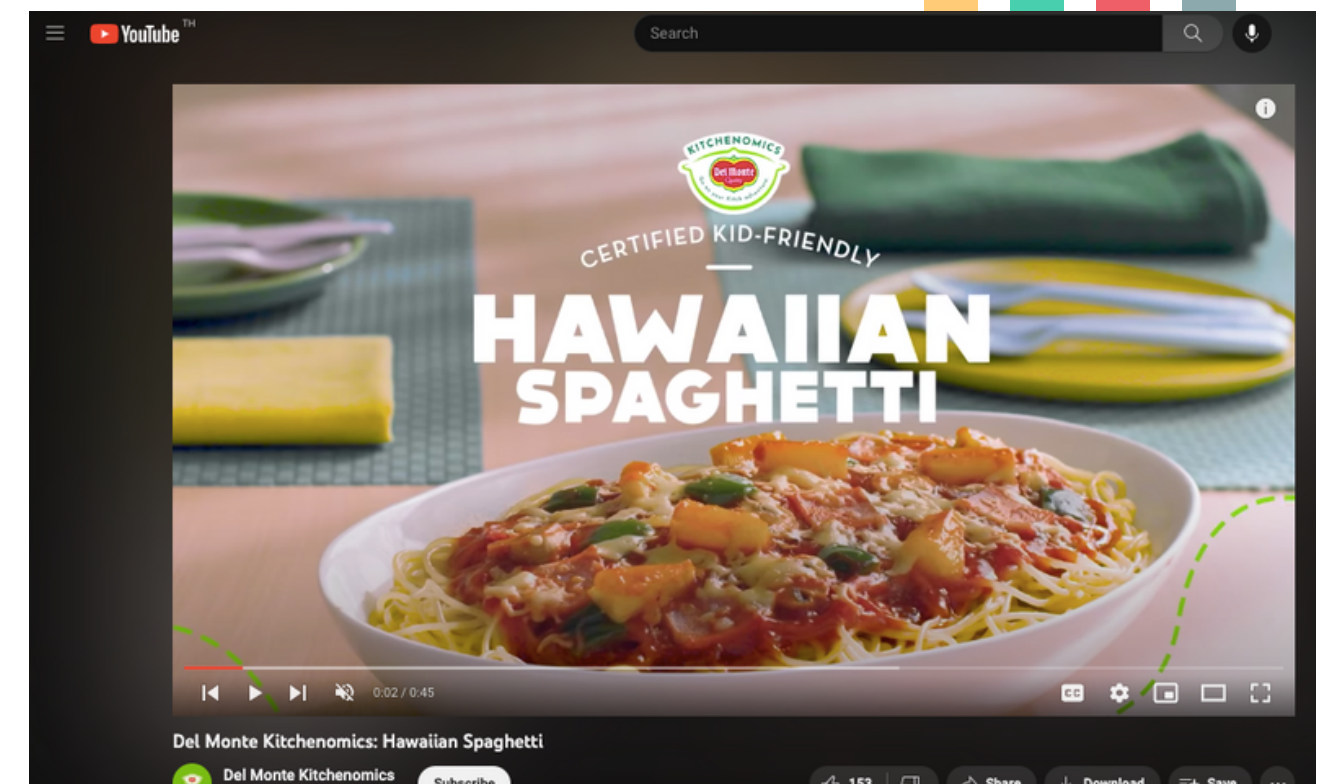 YouTube TH
Search
KITCHENOMICS
Del Monte
Quality
CERTIFIED KID-FRIENDLY
HAWAIIAN
SPAGHETTI
0:02 / 0:45
CC
Del Monte Kitchenomics: Hawaiian Spaghetti
Del Monte Kitchenomics
Subscribe
153
Share
Download
Save